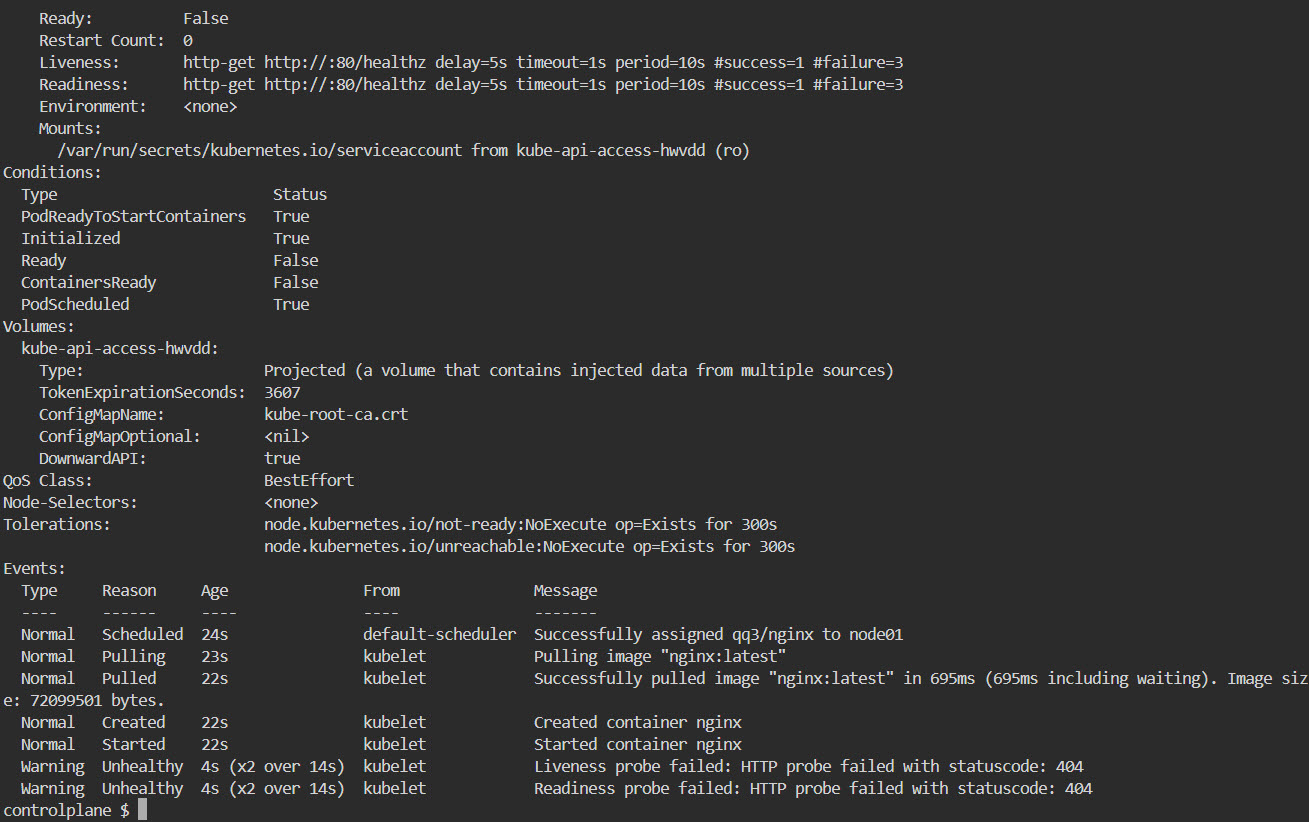 Ready:          False
    Restart Count:  0
    Liveness:       http-get http://:80/healthz delay=5s timeout=1s period=10s #success=1 #failure=3
    Readiness:      http-get http://:80/healthz delay=5s timeout=1s period=10s #success=1 #failure=3
    Environment:    <none>
    Mounts:
      /var/run/secrets/kubernetes.io/serviceaccount from kube-api-access-hwvdd (ro)
Conditions:
  Type                        Status
  PodReadyToStartContainers   True
  Initialized                 True
  Ready                       False
  ContainersReady             False
  PodScheduled                True
Volumes:
  kube-api-access-hwvdd:
    Type:                    Projected (a volume that contains injected data from multiple sources)
    TokenExpirationSeconds:  3607
    ConfigMapName:           kube-root-ca.crt
    ConfigMapOptional:       <nil>
    DownwardAPI:             true
QoS Class:                   BestEffort
Node-Selectors:              <none>
Tolerations:                 node.kubernetes.io/not-ready:NoExecute op=Exists for 300s
                             node.kubernetes.io/unreachable:NoExecute op=Exists for 300s
Events:
  Type     Reason     Age               From               Message
  ----     ------     ----              ----               -------
  Normal   Scheduled  24s               default-scheduler  Successfully assigned qq3/nginx to node01
  Normal   Pulling    23s               kubelet            Pulling image "nginx:latest"
  Normal   Pulled     22s               kubelet            Successfully pulled image "nginx:latest" in 695ms (695ms including waiting). Image siz
e: 72099501 bytes.
  Normal   Created    22s               kubelet            Created container nginx
  Normal   Started    22s               kubelet            Started container nginx
  Warning  Unhealthy  4s (x2 over 14s)  kubelet            Liveness probe failed: HTTP probe failed with statuscode: 404
  Warning  Unhealthy  4s (x2 over 14s)  kubelet            Readiness probe failed: HTTP probe failed with statuscode: 404
controlplane $